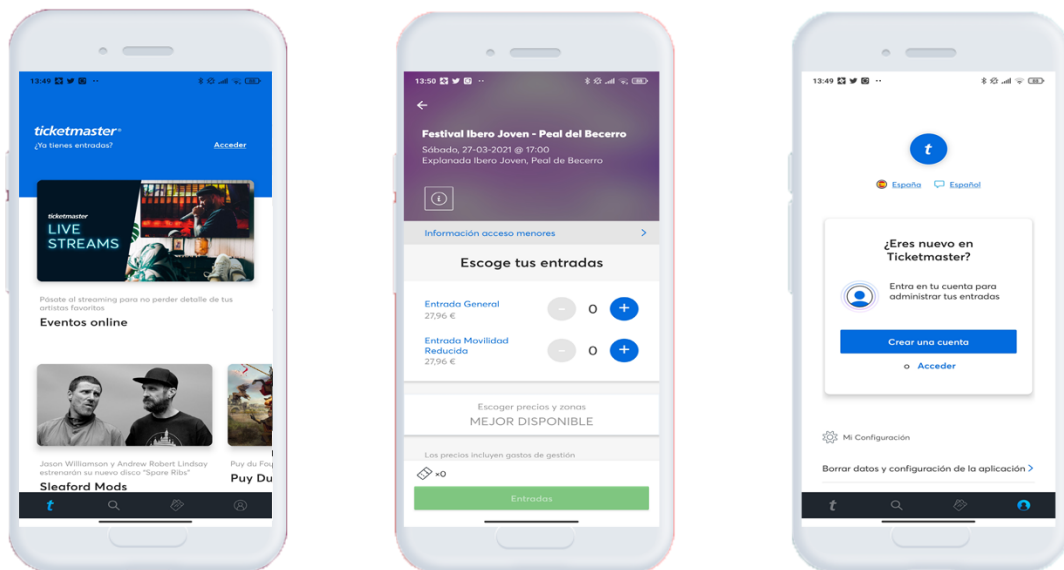 13:49
ticketmaster®
¿Ya tienes entradas?
Acceder
ticketmaster
LIVE
STREAMS
Pásate al streaming para no perder detalle de tus
artistas favoritos
Eventos online
Jason Williamson y Andrew Robert Lindsay
estrenarán su nuevo disco "Spare Ribs"
Sleaford Mods
Puy du Fou
Puy Du
t
13:50
Festival Ibero Joven - Peal del Becerro
Sábado, 27-03-2021 @ 17:00
Explanada Ibero Joven, Peal de Becerro
Información acceso menores
Escoge tus entradas
Entrada General
27,96 €
0
Entrada Movilidad
Reducida
27,96 €
0
Escoger precios y zonas
MEJOR DISPONIBLE
Los precios incluyen gastos de gestión
×0
Entradas
13:49
t
España
Español
¿Eres nuevo en
Ticketmaster?
Entra en tu cuenta para
administrar tus entradas
Crear una cuenta
o Acceder
Mi Configuración
Borrar datos y configuración de la aplicación
t